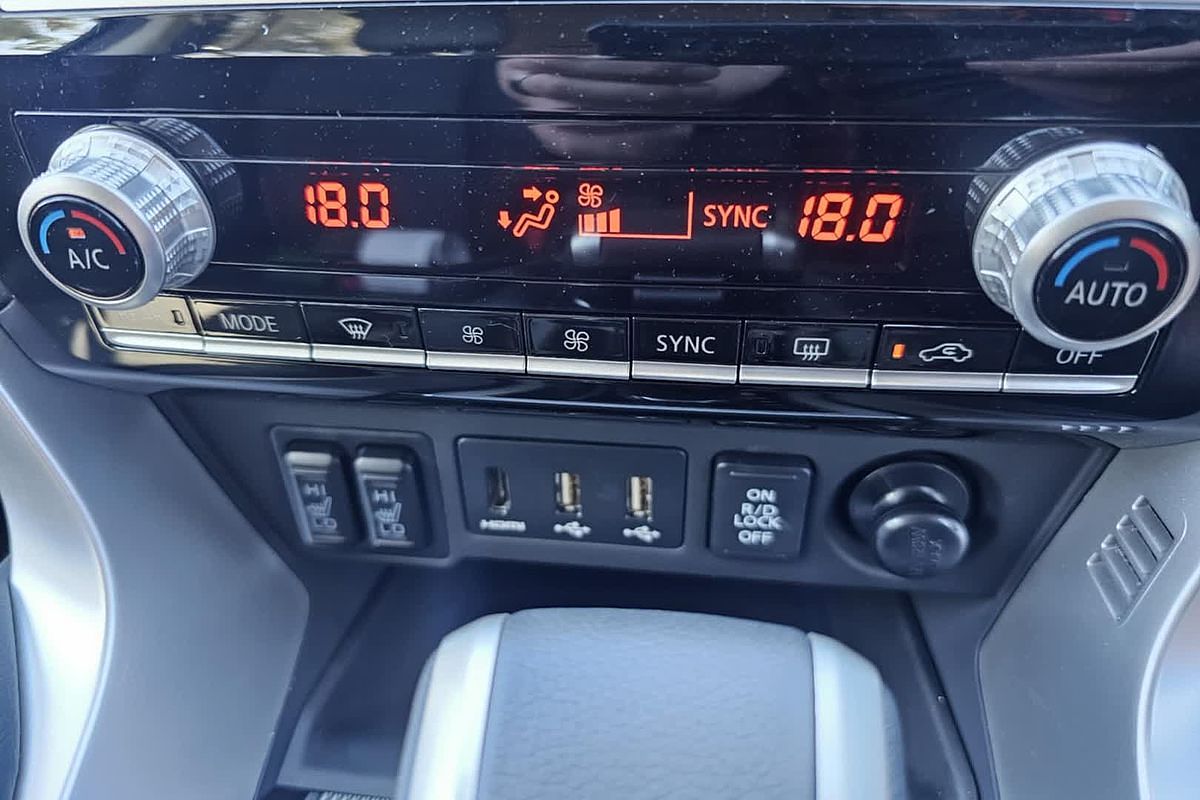 18.0
SYNC
18.0
A/C
AUTO
MODE
SYNC
OFF
HI
LO
HI
LO
HDMI
ON
R/D
LOCK
OFF